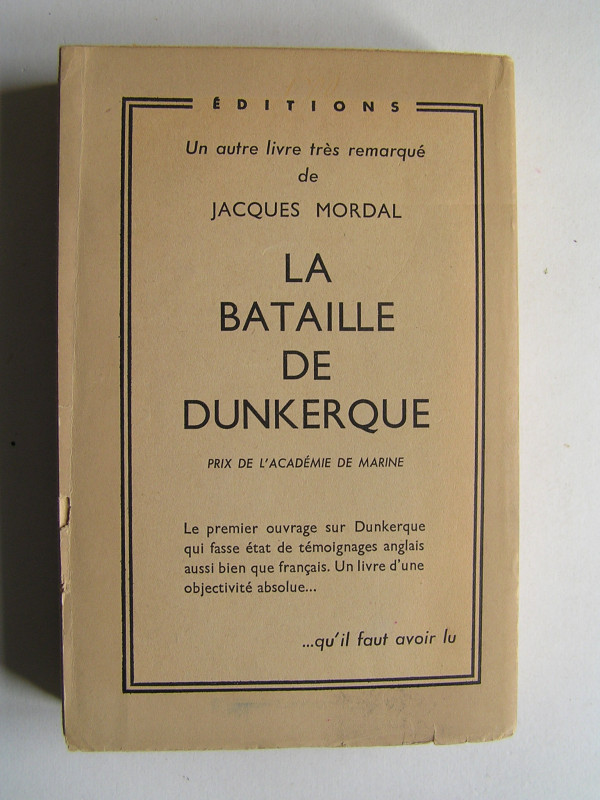 ÉDITIONS
Un autre livre très remarqué
de
JACQUES MORDAL
LA
BATAILLE
DE
DUNKERQUE
PRIX DE L'ACADÉMIE DE MARINE
Le premier ouvrage sur Dunkerque
qui fasse état de témoignages anglais
aussi bien que français. Un livre d'une
objectivité absolue...
...qu'il faut avoir lu